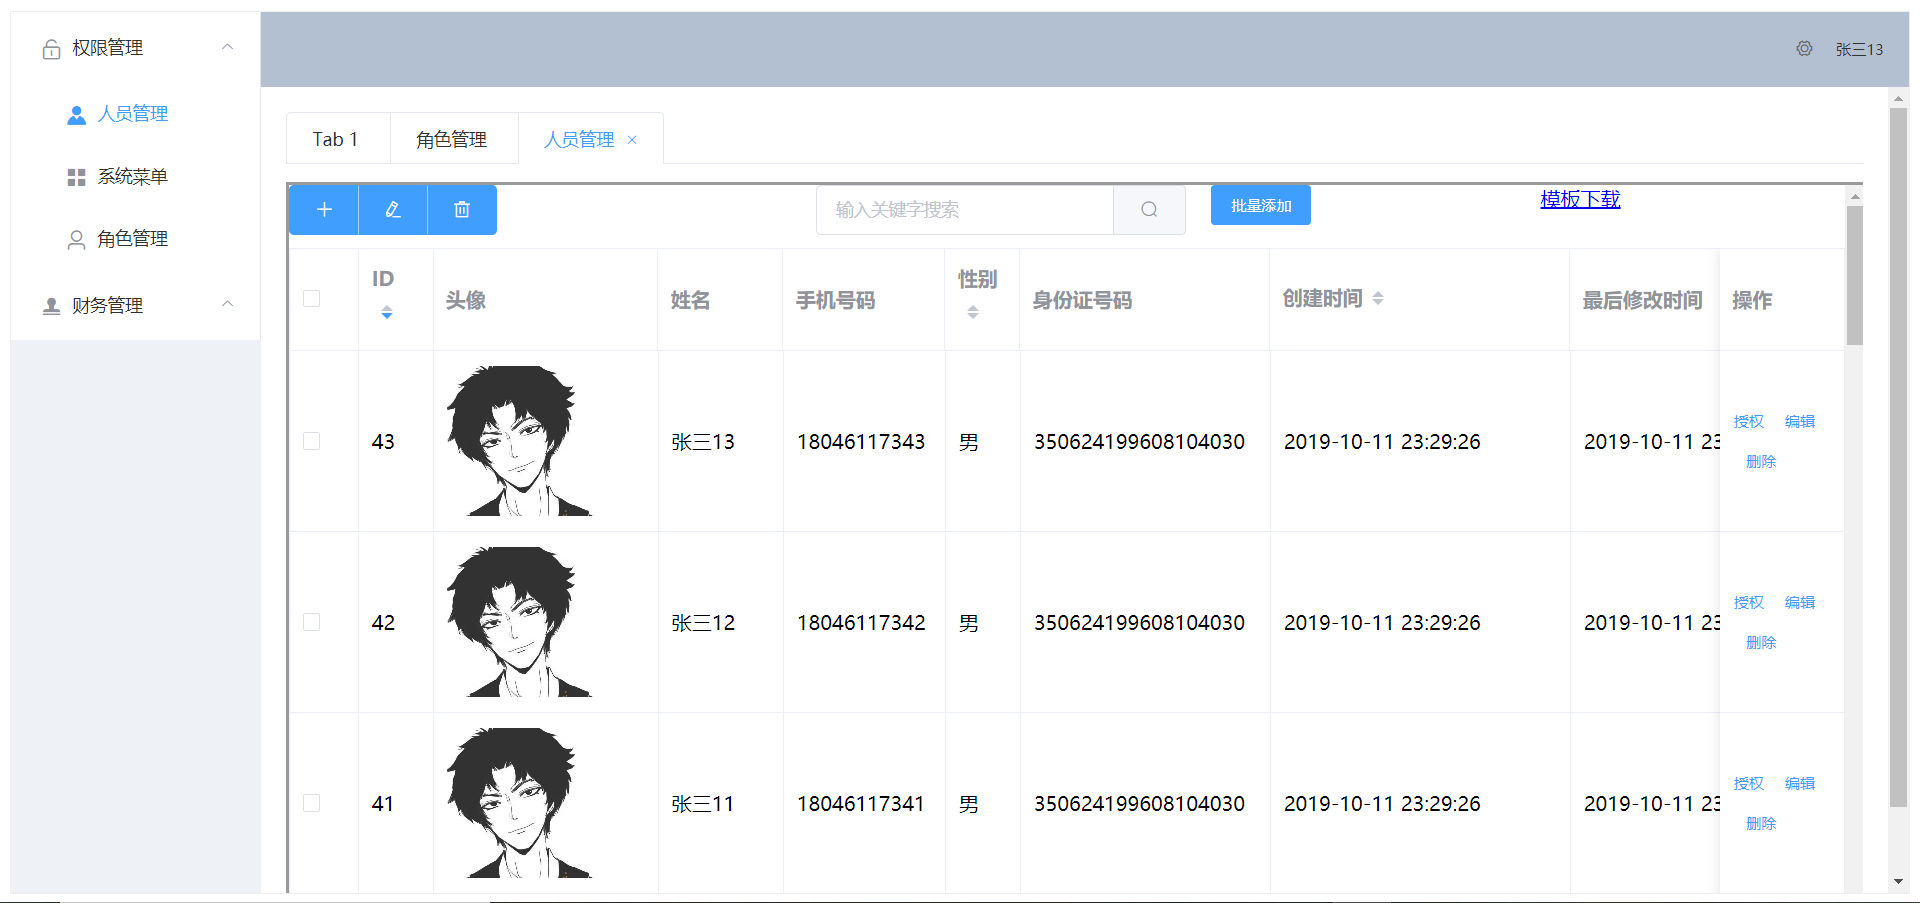 权限管理
人员管理
系统菜单
角色管理
财务管理
张三13
Tab 1 角色管理 人员管理
输入关键字搜索 批量添加 模板下载
ID 头像 姓名 手机号码 性别 身份证号码 创建时间 最后修改时间 操作
43 张三13 18046117343 男 350624199608104030 2019-10-11 23:29:26 2019-10-11 23 授权 编辑
删除
42 张三12 18046117342 男 350624199608104030 2019-10-11 23:29:26 2019-10-11 23 授权 编辑
删除
41 张三11 18046117341 男 350624199608104030 2019-10-11 23:29:26 2019-10-11 23 授权 编辑
删除